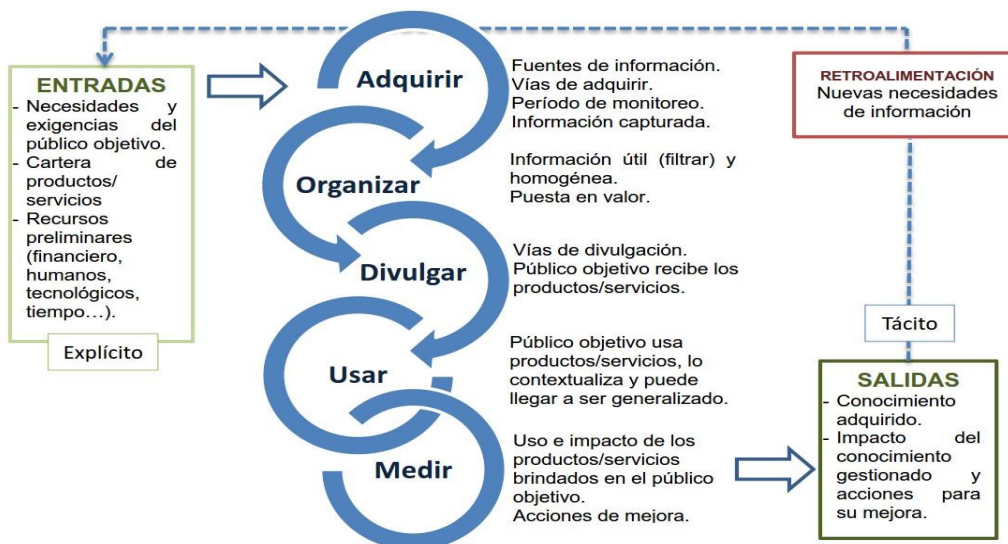 ENTRADAS
- Necesidades y
exigencias del
público objetivo.
- Cartera de
productos/
servicios
- Recursos
preliminares
(financiero,
humanos,
tecnológicos,
tiempo…).
Explícito
Adquirir
Fuentes de información.
Vías de adquirir.
Período de monitoreo.
Información capturada.
Organizar
Información útil (filtrar) y
homogénea.
Puesta en valor.
Divulgar
Vías de divulgación.
Público objetivo recibe los
productos/servicios.
Usar
Público objetivo usa
productos/servicios, lo
contextualiza y puede
llegar a ser generalizado.
Medir
Uso e impacto de los
productos/servicios
brindados en el público
objetivo.
Acciones de mejora.
RETROALIMENTACIÓN
Nuevas necesidades
de información
Tácito
SALIDAS
- Conocimiento
adquirido.
- Impacto del
conocimiento
gestionado y
acciones para
su mejora.